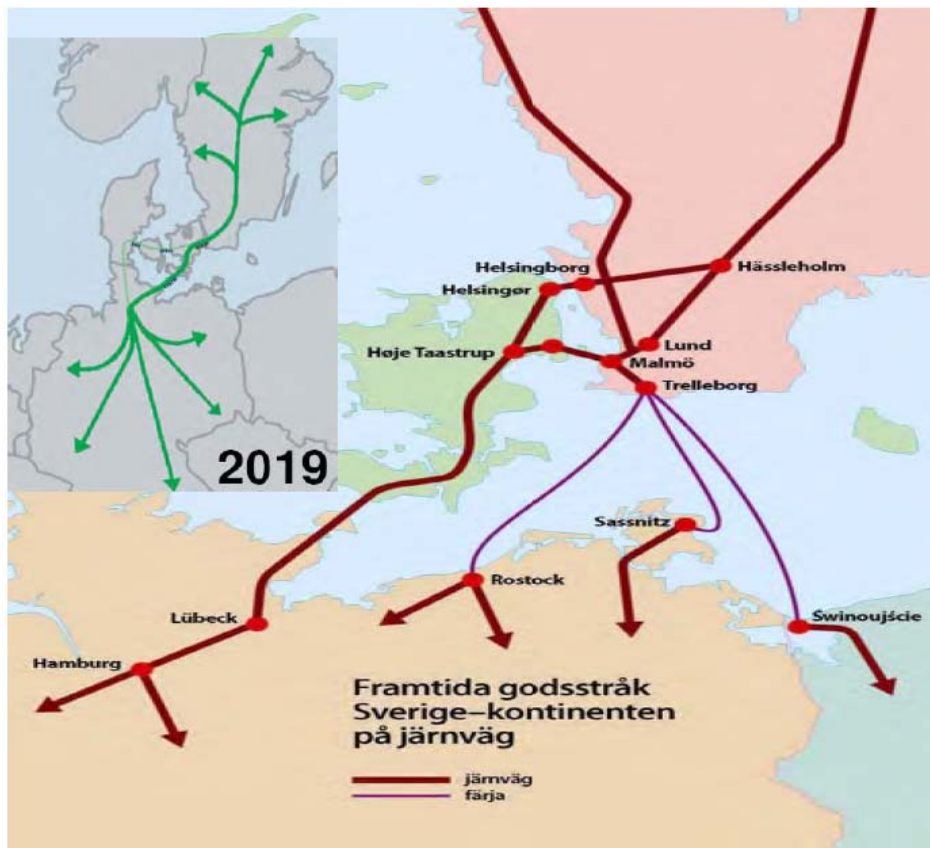 2019
Helsingborg
Helsingør
Hässleholm
Høje Taastrup
Lund
Malmö
Trelleborg
Sassnitz
Rostock
Świnoujście
Lübeck
Hamburg
Framtida godsstråk
Sverige–kontinenten
på järnväg
järnväg
färja